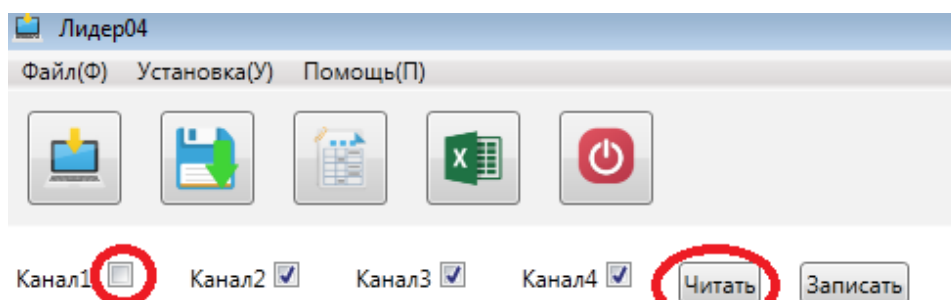 Лидер04
Файл(Ф) Установка(У) Помощь(П)
Канал1 Канал2 Канал3 Канал4 Читать Записать